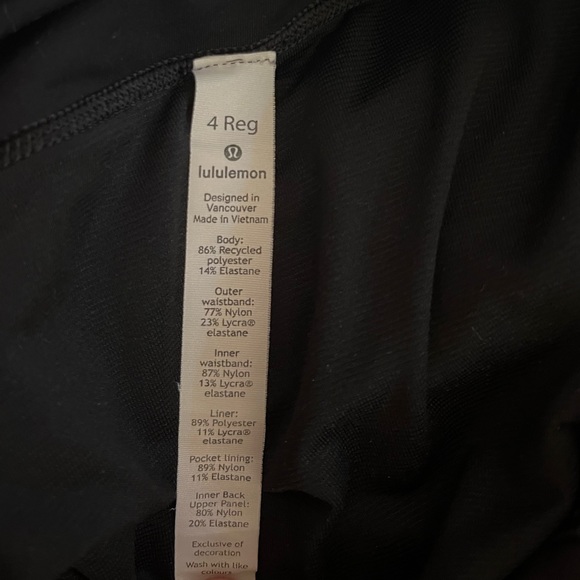 4 Reg
lululemon
Designed in
Vancouver
Made in Vietnam
Body:
86% Recycled
polyester
14% Elastane
Outer
waistband:
77% Nylon
23% Lycra®
elastane
Inner
waistband:
87% Nylon
13% Lycra®
elastane
Liner:
89% Polyester
11% Lycra®
elastane
Pocket lining:
89% Nylon
11% Elastane
Inner Back
Upper Panel:
80% Nylon
20% Elastane
Exclusive of
decoration
Wash with like
colours